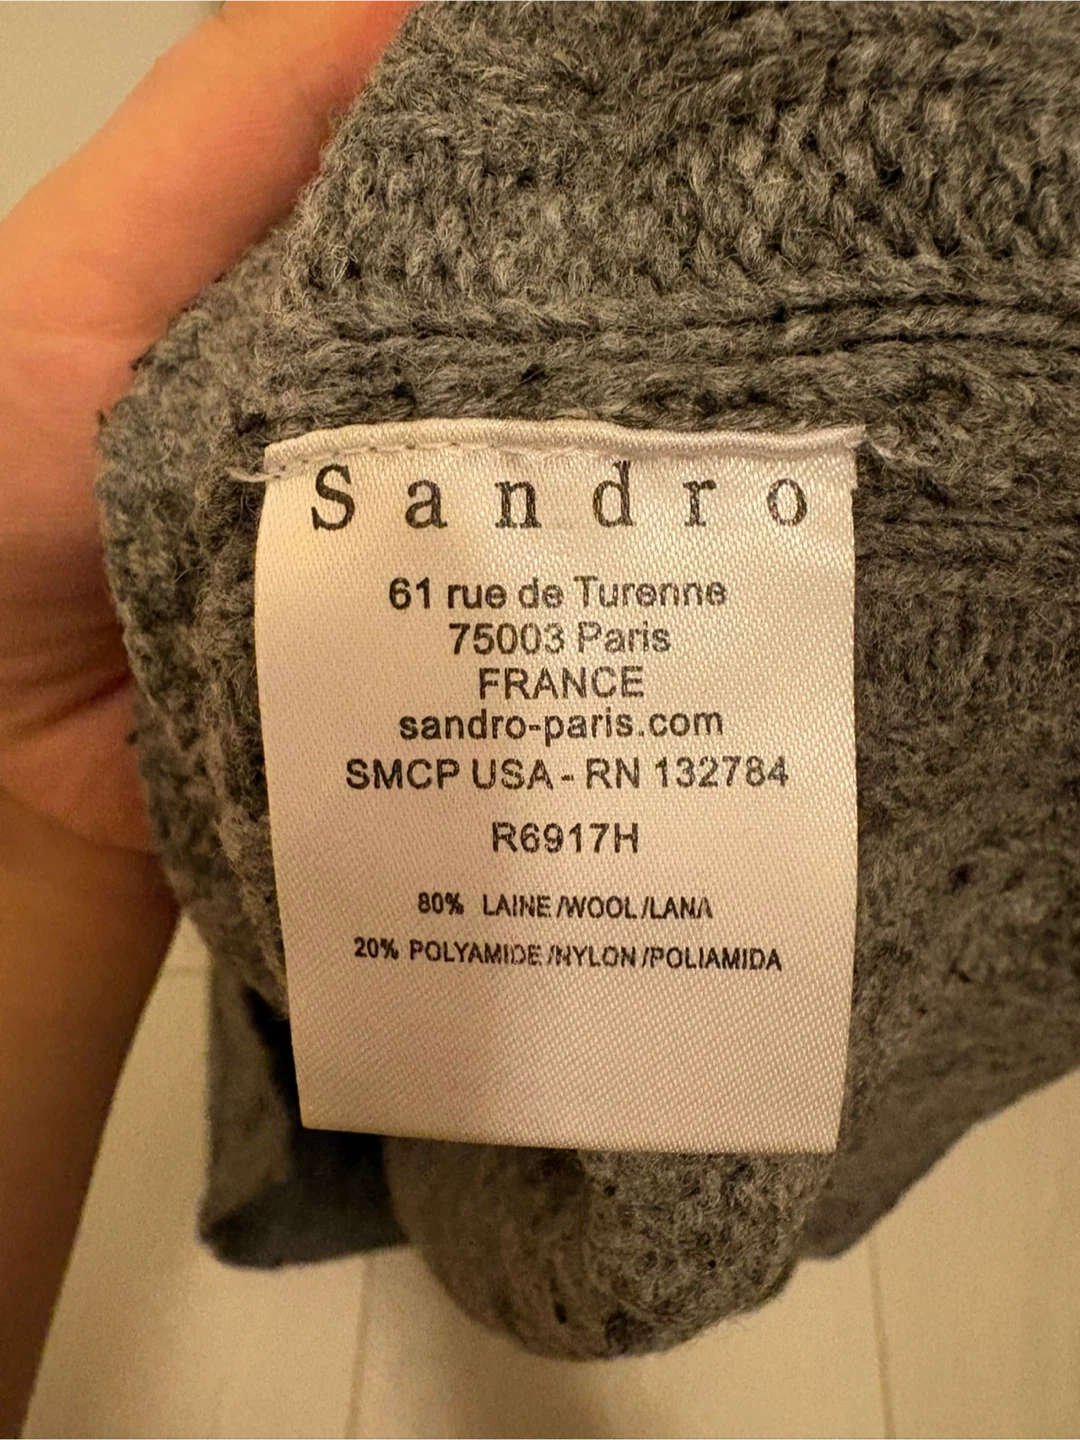 Sandro
61 rue de Turenne
75003 Paris
FRANCE
sandro-paris.com
SMCP USA - RN 132784
R6917H
80% LAINE/WOOL/LANA
20% POLYAMIDE/NYLON/POLIAMIDA